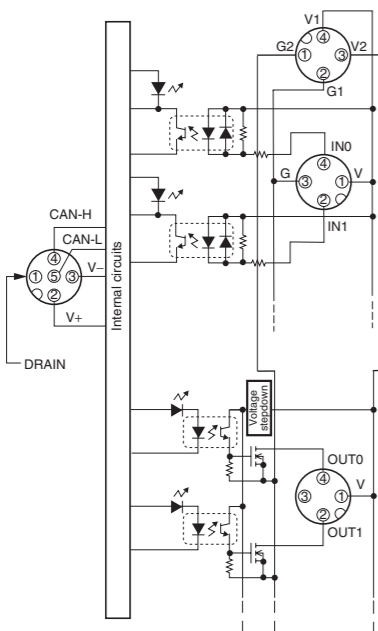 V1
④
G2 ① ③ V2
②
G1
IN0
④
G ③ ① V
②
IN1
CAN-H
CAN-L
④
① ⑤ ③ V−
②
V+
DRAIN
Internal circuits
Voltage
stepdown
OUT0
④
③ ① V
②
OUT1